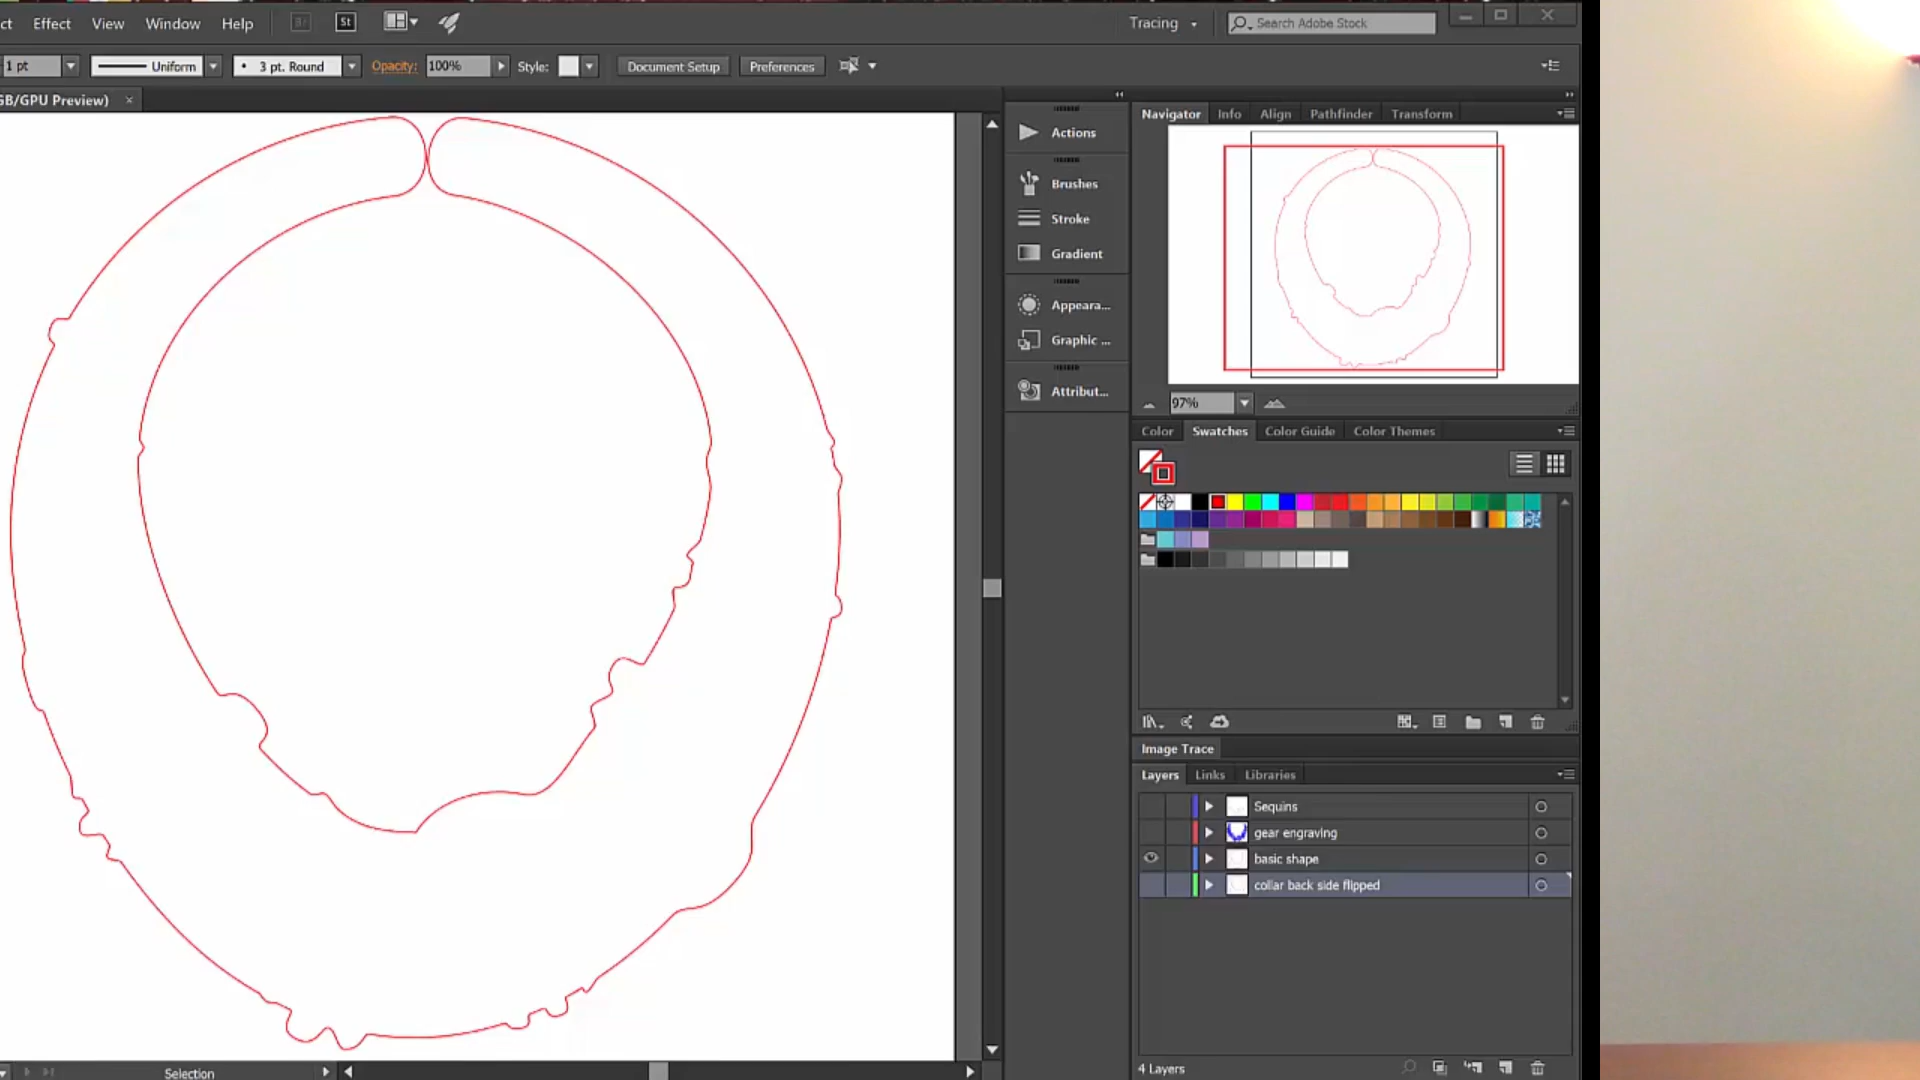 ct Effect View Window Help Br St Tracing Search Adobe Stock
1 pt Uniform 3 pt. Round Opacity: 100% Style: Document Setup Preferences
GB/GPU Preview) ×
Navigator Info Align Pathfinder Transform
Actions
Brushes
Stroke
Gradient
Appeara...
Graphic ...
Attribut...
97%
Color Swatches Color Guide Color Themes
Image Trace
Layers Links Libraries
Sequins
gear engraving
basic shape
collar back side flipped
4 Layers
Selection